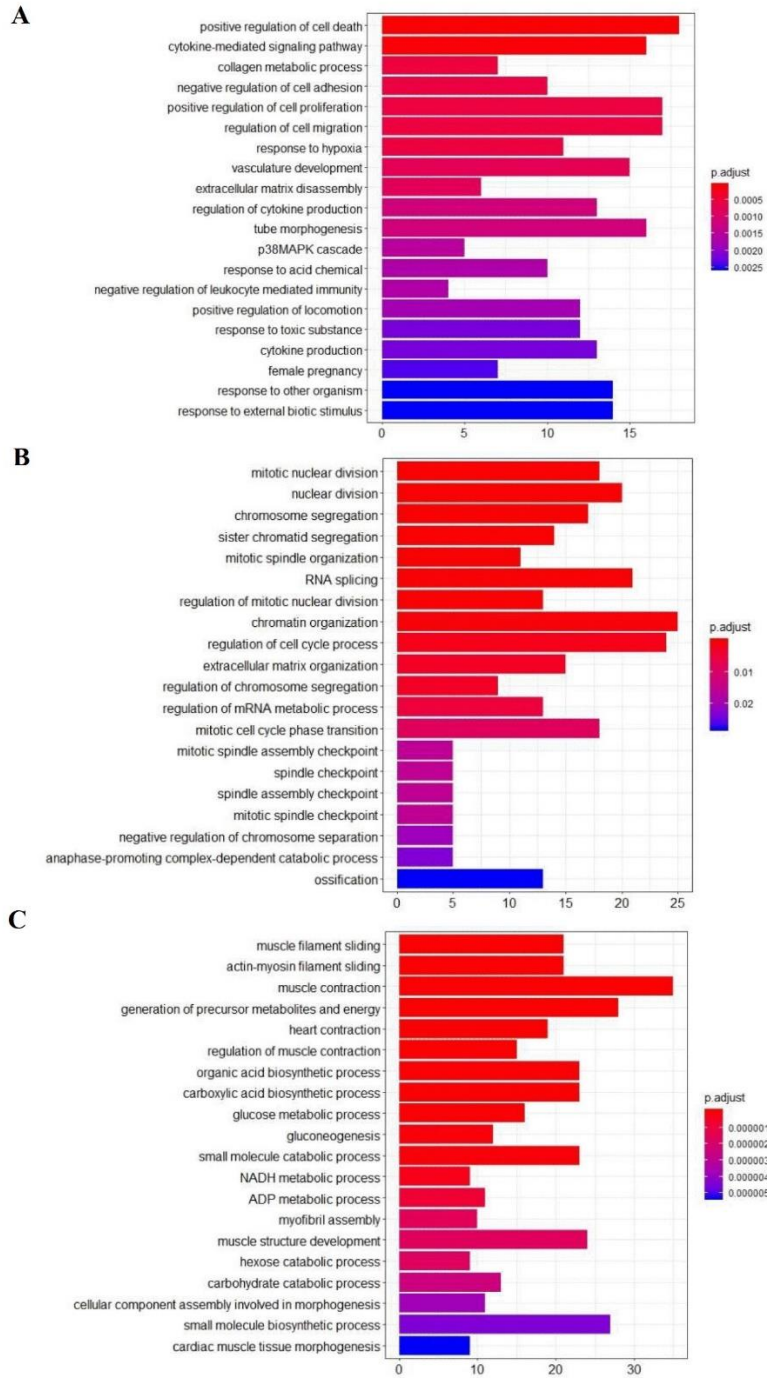 A
positive regulation of cell death
cytokine-mediated signaling pathway
collagen metabolic process
negative regulation of cell adhesion
positive regulation of cell proliferation
regulation of cell migration
response to hypoxia
vasculature development
extracellular matrix disassembly
regulation of cytokine production
tube morphogenesis
p38MAPK cascade
response to acid chemical
negative regulation of leukocyte mediated immunity
positive regulation of locomotion
response to toxic substance
cytokine production
female pregnancy
response to other organism
response to external biotic stimulus
0 5 10 15
p.adjust
0.0005
0.0010
0.0015
0.0020
0.0025
B
mitotic nuclear division
nuclear division
chromosome segregation
sister chromatid segregation
mitotic spindle organization
RNA splicing
regulation of mitotic nuclear division
chromatin organization
regulation of cell cycle process
extracellular matrix organization
regulation of chromosome segregation
regulation of mRNA metabolic process
mitotic cell cycle phase transition
mitotic spindle assembly checkpoint
spindle checkpoint
spindle assembly checkpoint
mitotic spindle checkpoint
negative regulation of chromosome separation
anaphase-promoting complex-dependent catabolic process
ossification
0 5 10 15 20 25
p.adjust
0.01
0.02
C
muscle filament sliding
actin-myosin filament sliding
muscle contraction
generation of precursor metabolites and energy
heart contraction
regulation of muscle contraction
organic acid biosynthetic process
carboxylic acid biosynthetic process
glucose metabolic process
gluconeogenesis
small molecule catabolic process
NADH metabolic process
ADP metabolic process
myofibril assembly
muscle structure development
hexose catabolic process
carbohydrate catabolic process
cellular component assembly involved in morphogenesis
small molecule biosynthetic process
cardiac muscle tissue morphogenesis
0 10 20 30
p.adjust
0.000001
0.000002
0.000003
0.000004
0.000005